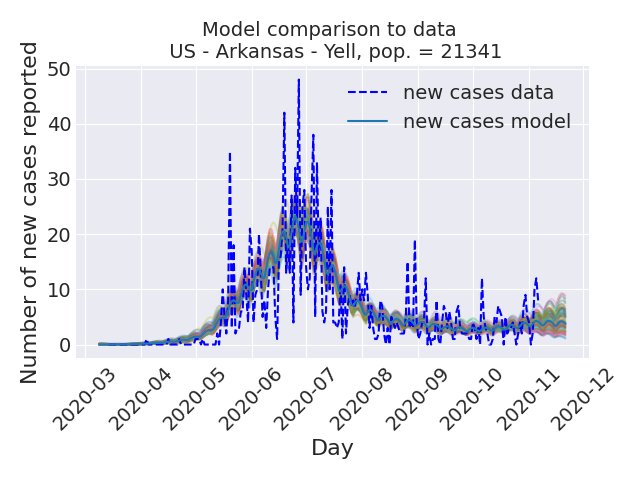 Model comparison to data
US - Arkansas - Yell, pop. = 21341
Number of new cases reported
50
40
30
20
10
0
new cases data
new cases model
2020-03
2020-04
2020-05
2020-06
2020-07
2020-08
2020-09
2020-10
2020-11
2020-12
Day